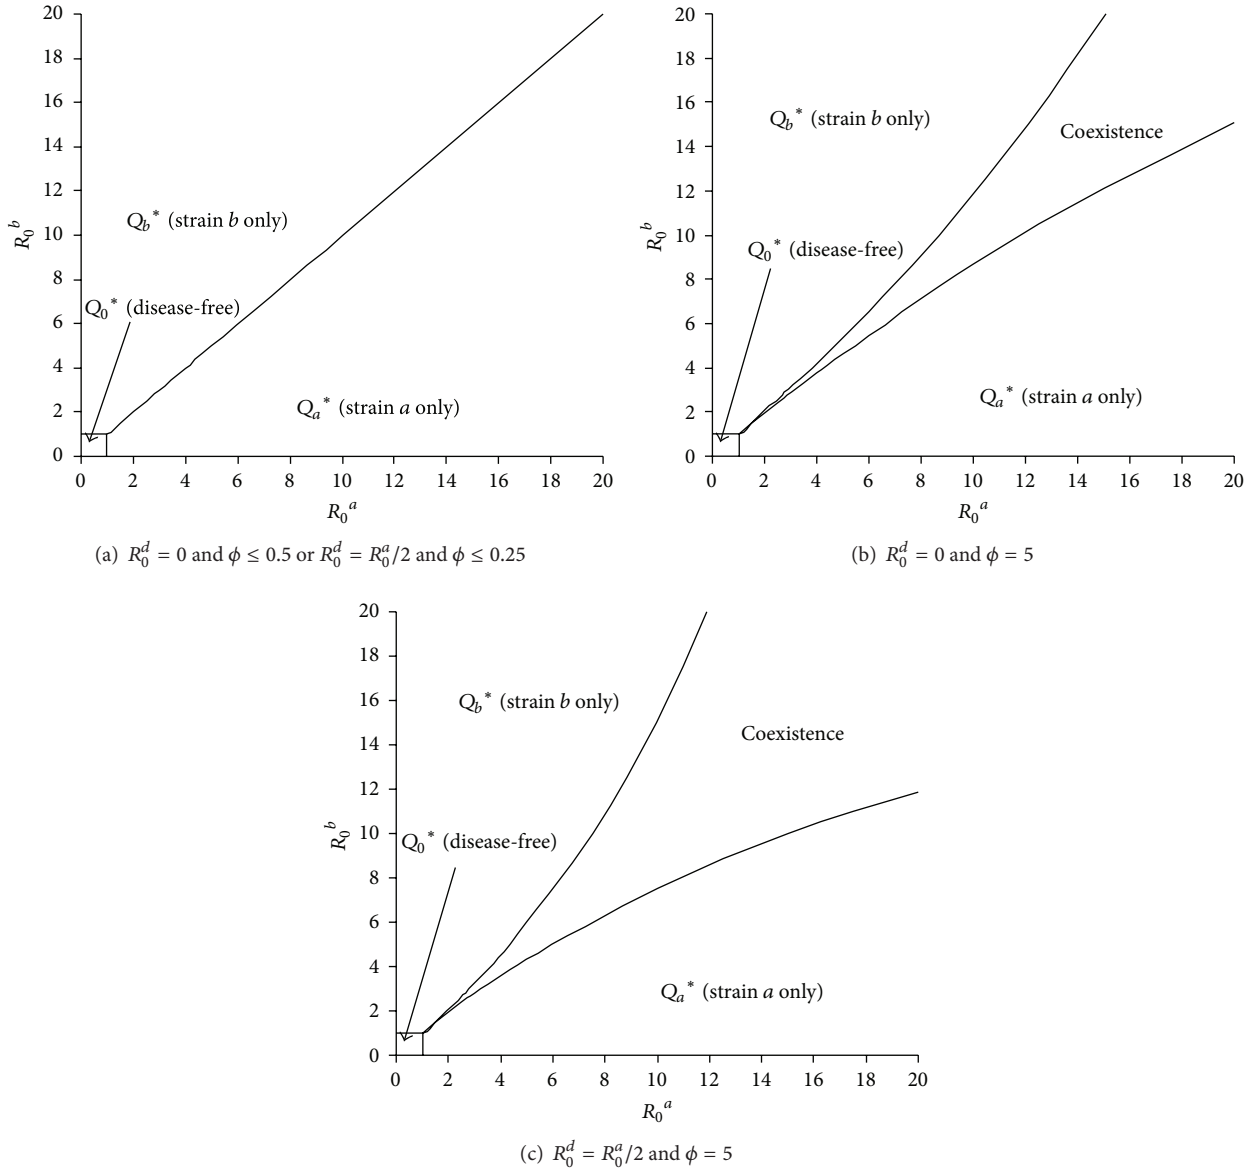 20
18
16
14
12
10
8
6
4
2
0
R₀ᵇ
Q_b* (strain b only)
Q₀* (disease-free)
Q_a* (strain a only)
0 2 4 6 8 10 12 14 16 18 20
R₀ᵃ
(a) R₀ᵈ = 0 and ϕ ≤ 0.5 or R₀ᵈ = R₀ᵃ/2 and ϕ ≤ 0.25
20
18
16
14
12
10
8
6
4
2
0
R₀ᵇ
Q_b* (strain b only)
Coexistence
Q₀* (disease-free)
Q_a* (strain a only)
0 2 4 6 8 10 12 14 16 18 20
R₀ᵃ
(b) R₀ᵈ = 0 and ϕ = 5
20
18
16
14
12
10
8
6
4
2
0
R₀ᵇ
Q_b* (strain b only)
Coexistence
Q₀* (disease-free)
Q_a* (strain a only)
0 2 4 6 8 10 12 14 16 18 20
R₀ᵃ
(c) R₀ᵈ = R₀ᵃ/2 and ϕ = 5